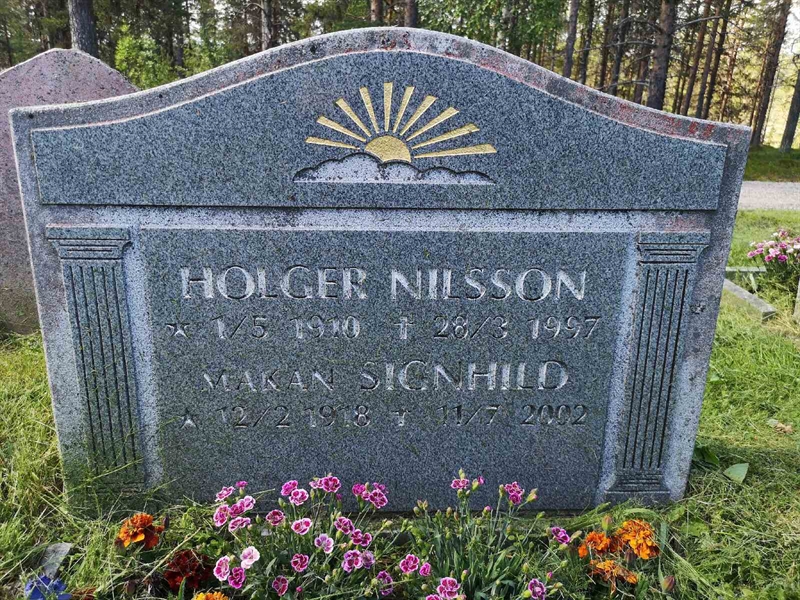 HOLGER NILSSON
★ 1/5 1910 † 28/3 1997
MAKAN SIGNHILD
★ 12/2 1918 † 11/7 2002